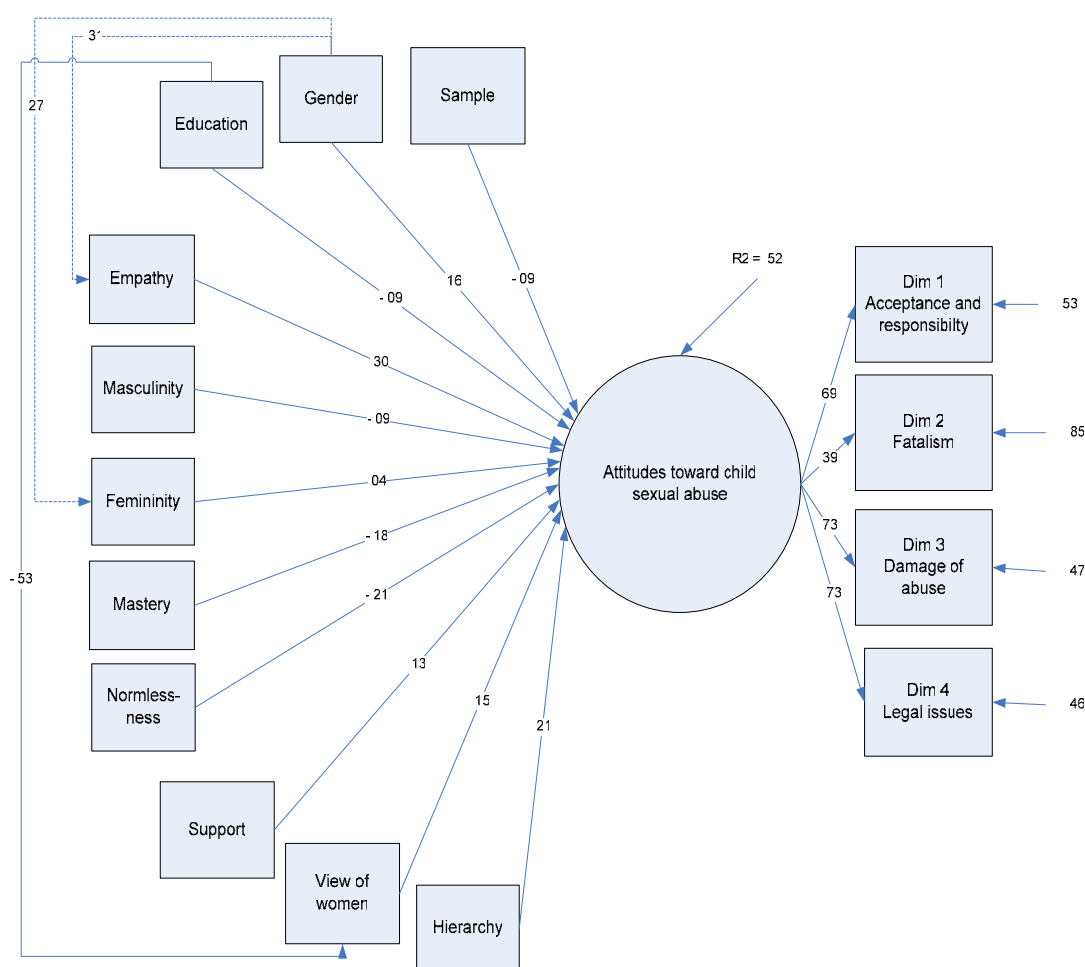 31
27
Education
Gender
Sample
Empathy
Masculinity
Femininity
Mastery
Normless-
ness
Support
View of
women
Hierarchy
- 53
- 09
16
- 09
30
- 09
04
- 18
- 21
13
15
21
R2 = 52
Attitudes toward child
sexual abuse
69
39
73
73
Dim 1
Acceptance and
responsibilty
53
Dim 2
Fatalism
85
Dim 3
Damage of
abuse
47
Dim 4
Legal issues
46